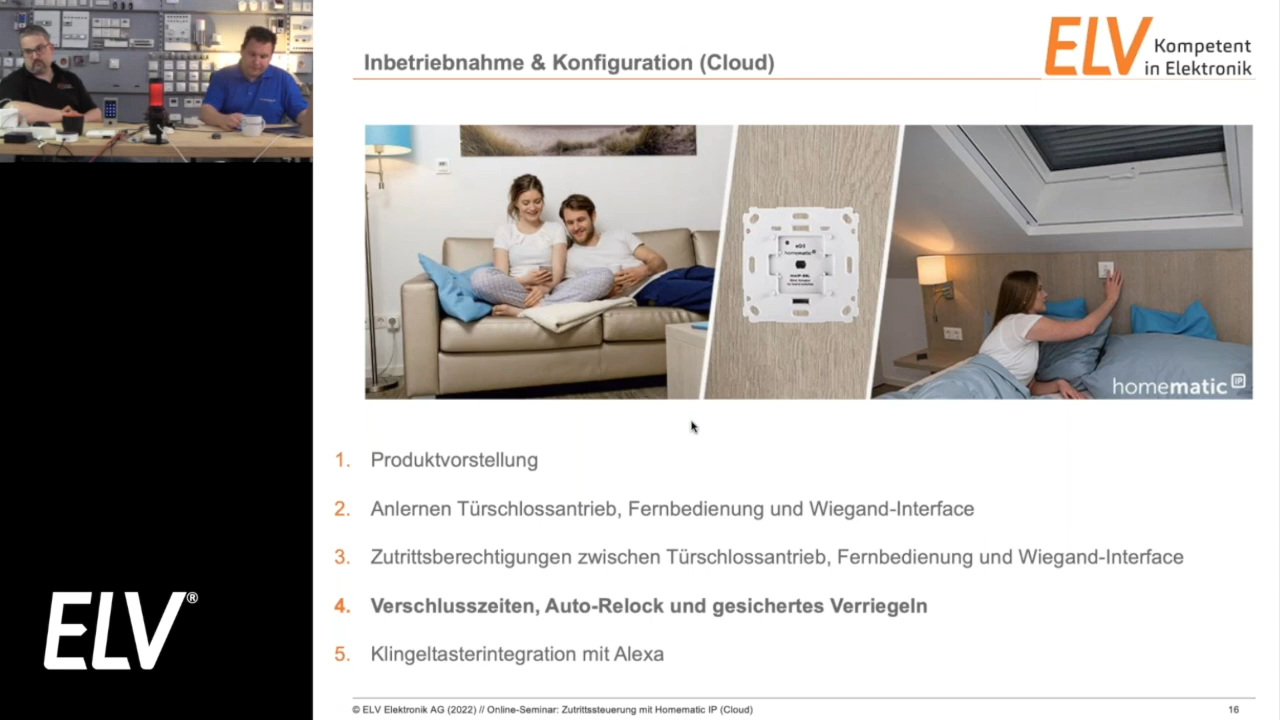 Inbetriebnahme & Konfiguration (Cloud)
ELV Kompetent
in Elektronik
homematic IP
1. Produktvorstellung
2. Anlernen Türschlossantrieb, Fernbedienung und Wiegand-Interface
3. Zutrittsberechtigungen zwischen Türschlossantrieb, Fernbedienung und Wiegand-Interface
4. Verschlusszeiten, Auto-Relock und gesichertes Verriegeln
5. Klingeltasterintegration mit Alexa
ELV®
© ELV Elektronik AG (2022) // Online-Seminar: Zutrittssteuerung mit Homematic IP (Cloud)
16